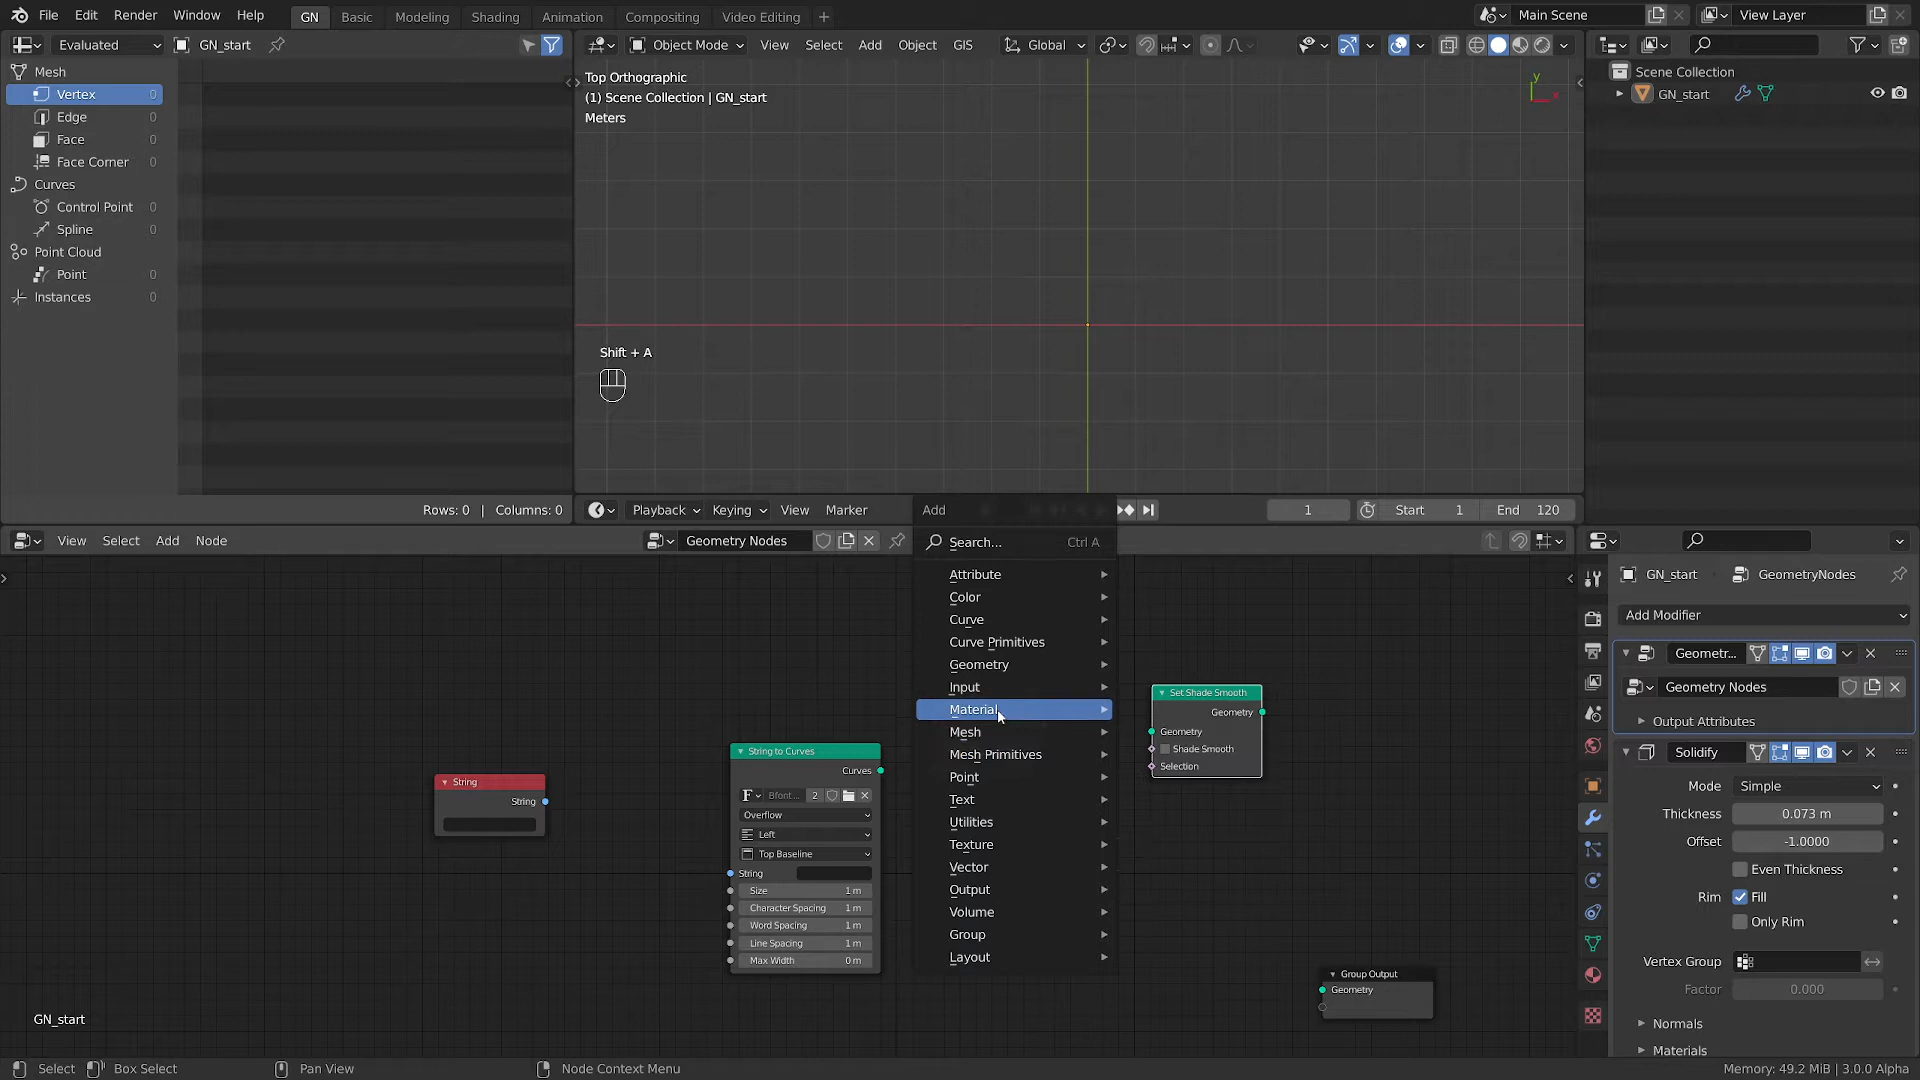 File Edit Render Window Help GN Basic Modeling Shading Animation Compositing Video Editing + Main Scene View Layer
Evaluated GN_start
Object Mode View Select Add Object GIS Global
Mesh
Vertex 0
Edge 0
Face 0
Face Corner 0
Curves
Control Point 0
Spline 0
Point Cloud
Point 0
Instances 0
Rows: 0 | Columns: 0
Top Orthographic
(1) Scene Collection | GN_start
Meters
y
x
Shift + A
Scene Collection
GN_start
Playback Keying View Marker 1 Start 1 End 120
View Select Add Node Geometry Nodes
Add
Search... Ctrl A
Attribute
Color
Curve
Curve Primitives
Geometry
Input
Material
Mesh
Mesh Primitives
Point
Text
Utilities
Texture
Vector
Output
Volume
Group
Layout
String
String
String to Curves
Curves
F Bfont... 2
Overflow
Left
Top Baseline
String
Size 1 m
Character Spacing 1 m
Word Spacing 1 m
Line Spacing 1 m
Max Width 0 m
Set Shade Smooth
Geometry
Geometry
Shade Smooth
Selection
Group Output
Geometry
GN_start
GN_start GeometryNodes
Add Modifier
Geometr...
Geometry Nodes
Output Attributes
Solidify
Mode Simple
Thickness 0.073 m
Offset -1.0000
Even Thickness
Rim Fill
Only Rim
Vertex Group
Factor 0.000
Normals
Materials
Select Box Select Pan View Node Context Menu Memory: 49.2 MiB | 3.0.0 Alpha